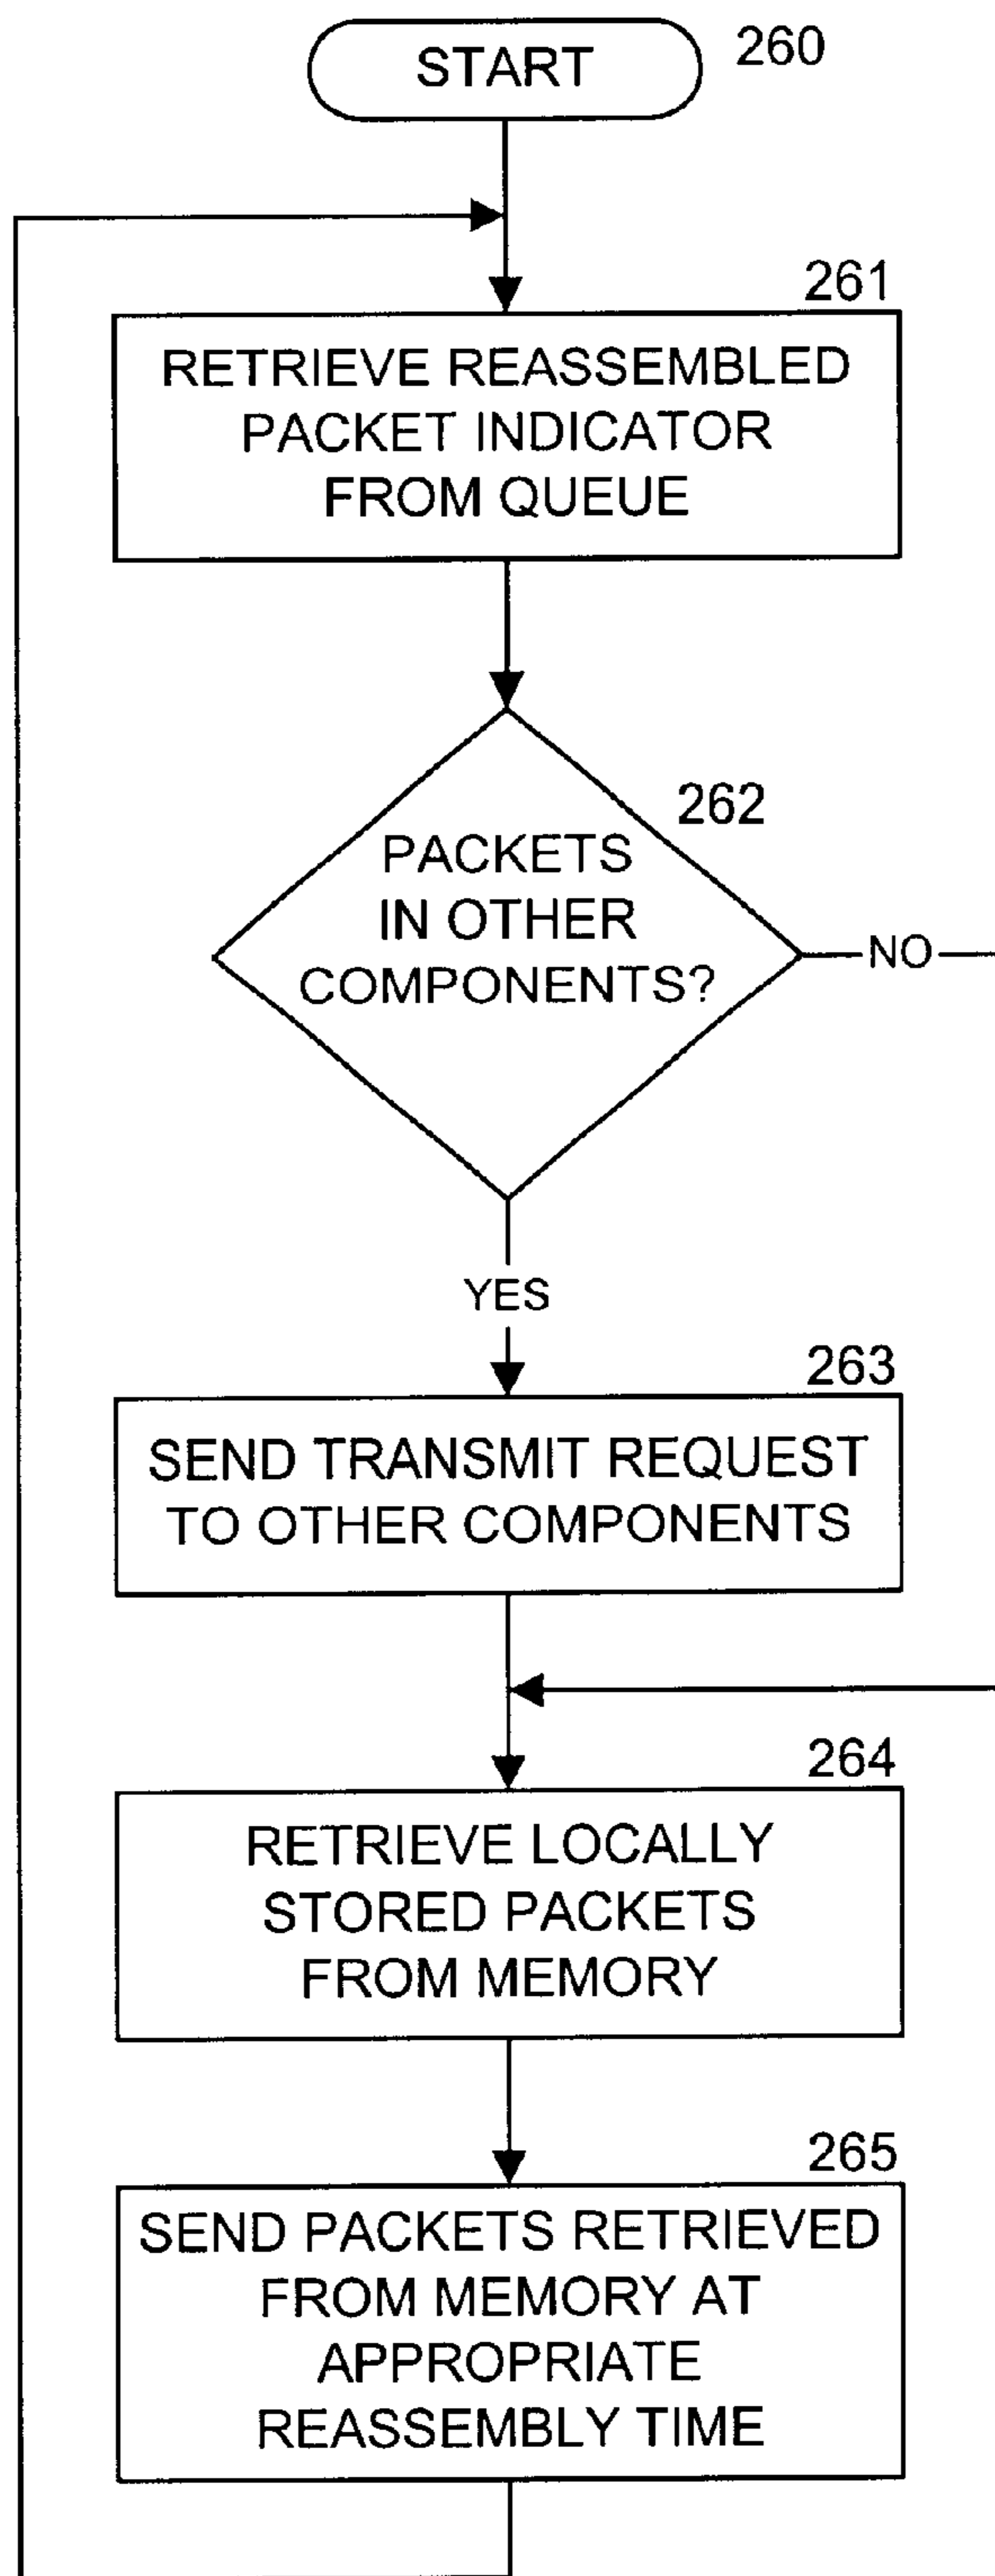 START
260
261
RETRIEVE REASSEMBLED
PACKET INDICATOR
FROM QUEUE
262
PACKETS
IN OTHER
COMPONENTS?
NO
YES
263
SEND TRANSMIT REQUEST
TO OTHER COMPONENTS
264
RETRIEVE LOCALLY
STORED PACKETS
FROM MEMORY
265
SEND PACKETS RETRIEVED
FROM MEMORY AT
APPROPRIATE
REASSEMBLY TIME